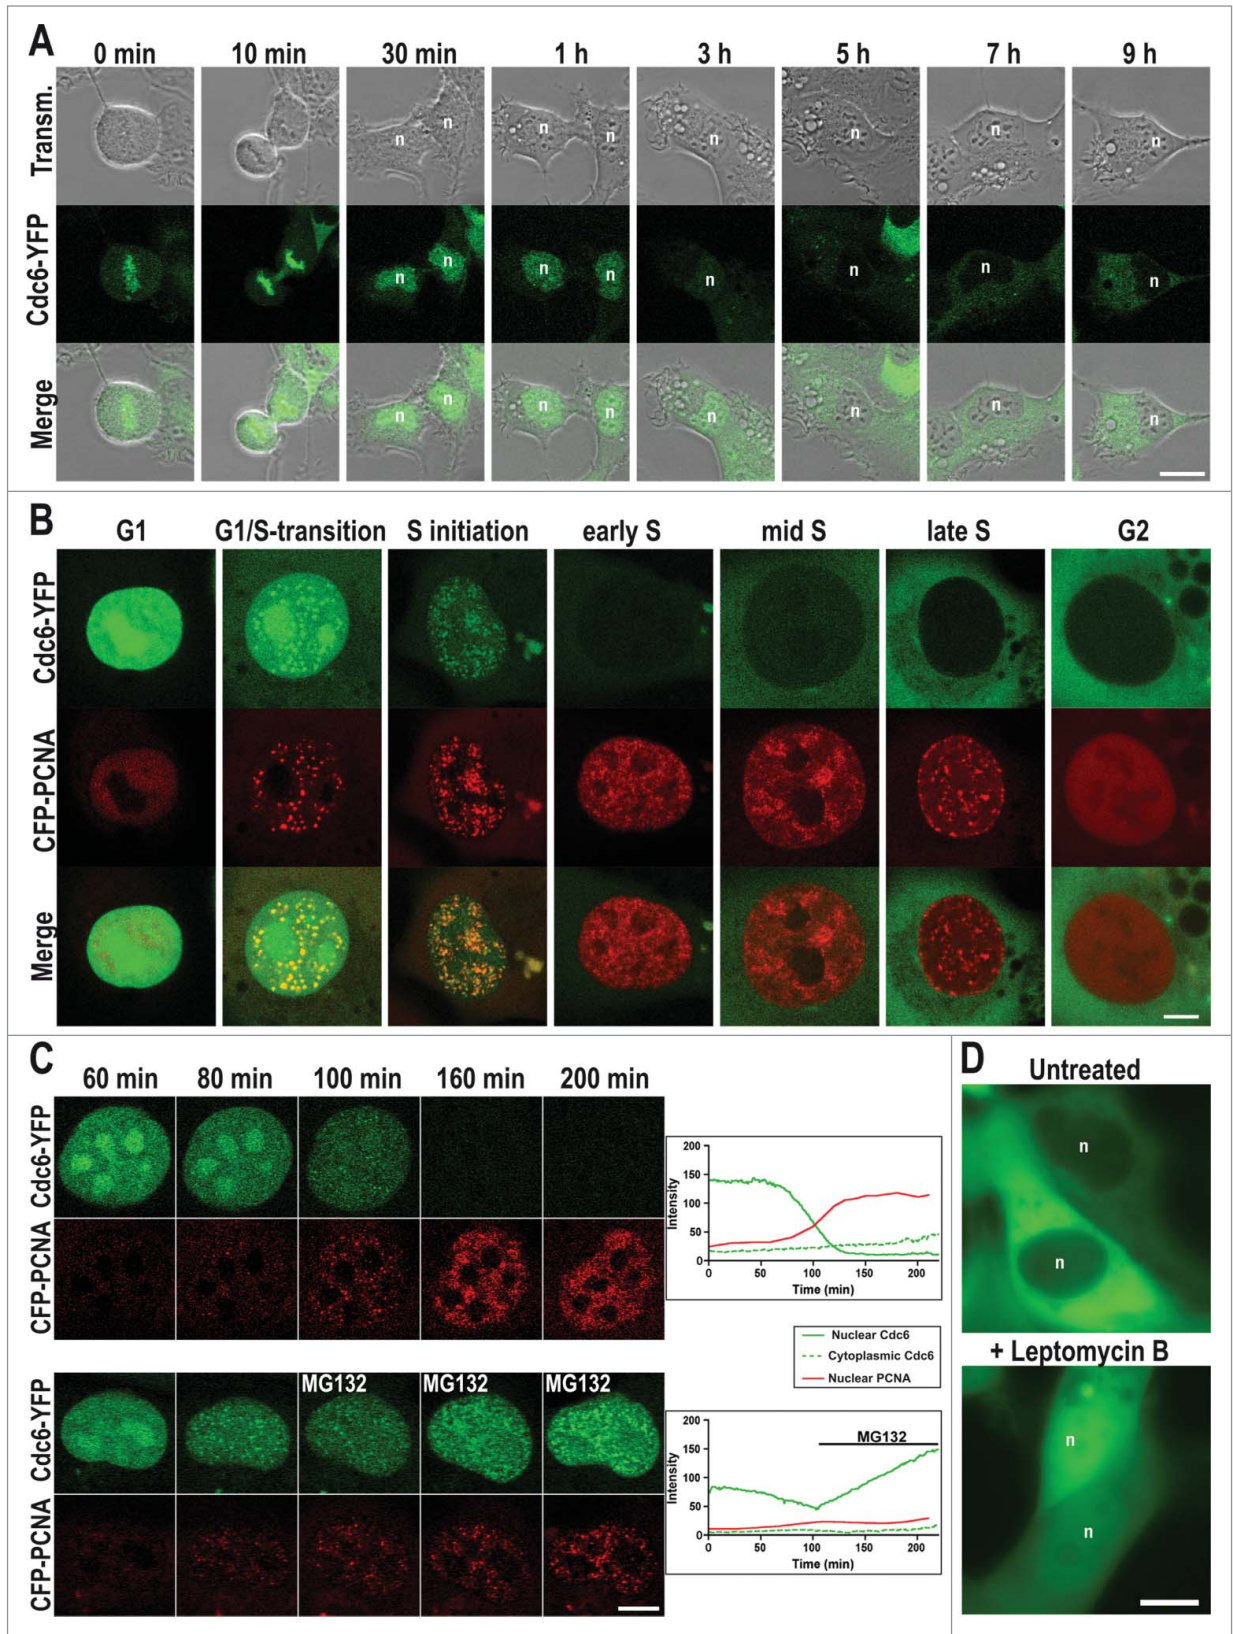 A
0 min 10 min 30 min 1 h 3 h 5 h 7 h 9 h
Transm.
n n n n n n n n
Cdc6-YFP
n n n n n n n n
Merge
n n n n n n n n
B
G1 G1/S-transition S initiation early S mid S late S G2
Cdc6-YFP
CFP-PCNA
Merge
C
60 min 80 min 100 min 160 min 200 min
Cdc6-YFP
CFP-PCNA
200
150
100
50
0
Intensity
0 50 100 150 200
Time (min)
Nuclear Cdc6
Cytoplasmic Cdc6
Nuclear PCNA
MG132 MG132 MG132
Cdc6-YFP
CFP-PCNA
MG132
200
150
100
50
0
Intensity
0 50 100 150 200
Time (min)
D
Untreated
n
n
+ Leptomycin B
n
n